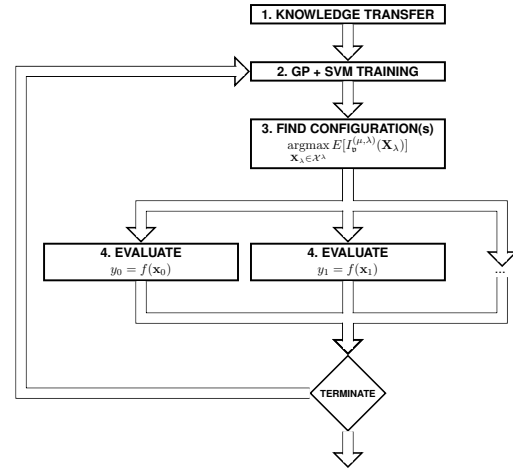 1. KNOWLEDGE TRANSFER
2. GP + SVM TRAINING
3. FIND CONFIGURATION(s)
argmax E[I_𝔳^{(μ,λ)}(𝐗_λ)]
𝐗_λ∈𝒳^λ
4. EVALUATE
y_0 = f(𝐱_0)
4. EVALUATE
y_1 = f(𝐱_1)
...
TERMINATE